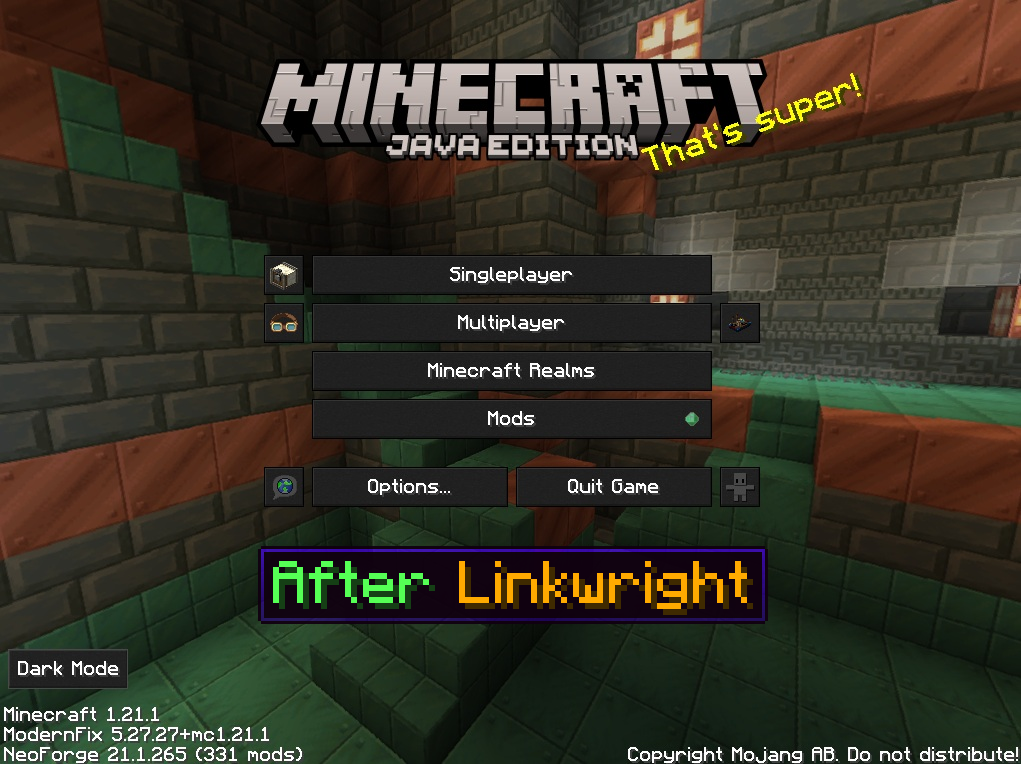 MINECRAFT
JAVA EDITION
That's super!
Singleplayer
Multiplayer
Minecraft Realms
Mods
Options...
Quit Game
After Linkwright
Dark Mode
Minecraft 1.21.1
ModernFix 5.27.27+mc1.21.1
NeoForge 21.1.265 (331 mods)
Copyright Mojang AB. Do not distribute!